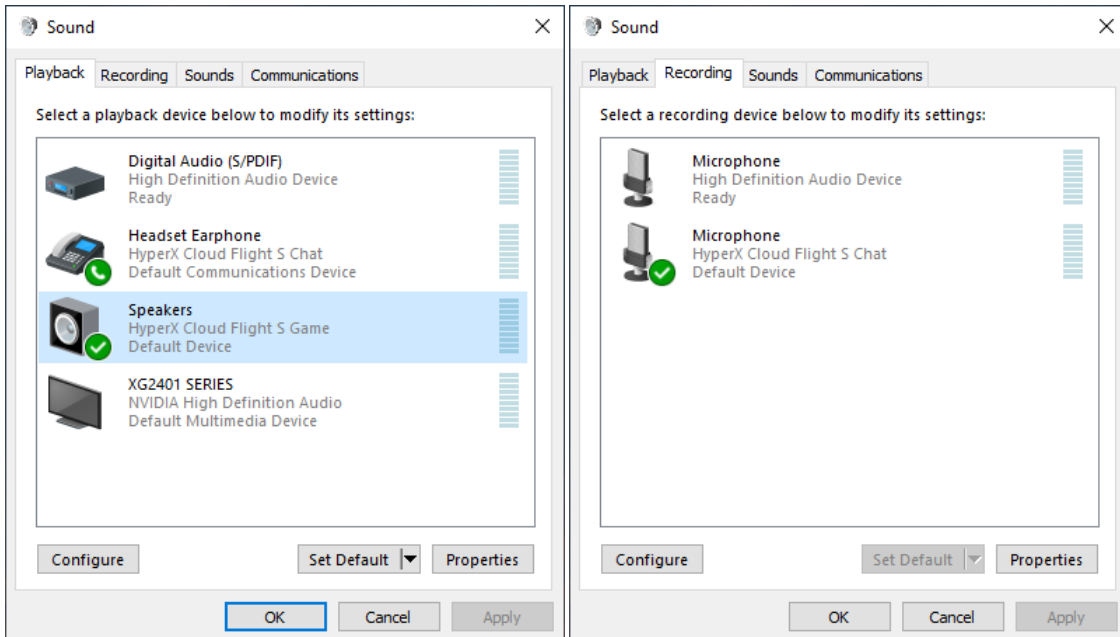 Sound
Playback Recording Sounds Communications
Select a playback device below to modify its settings:
Digital Audio (S/PDIF)
High Definition Audio Device
Ready
Headset Earphone
HyperX Cloud Flight S Chat
Default Communications Device
Speakers
HyperX Cloud Flight S Game
Default Device
XG2401 SERIES
NVIDIA High Definition Audio
Default Multimedia Device
Configure Set Default Properties
OK Cancel Apply
Sound
Playback Recording Sounds Communications
Select a recording device below to modify its settings:
Microphone
High Definition Audio Device
Ready
Microphone
HyperX Cloud Flight S Chat
Default Device
Configure Set Default Properties
OK Cancel Apply